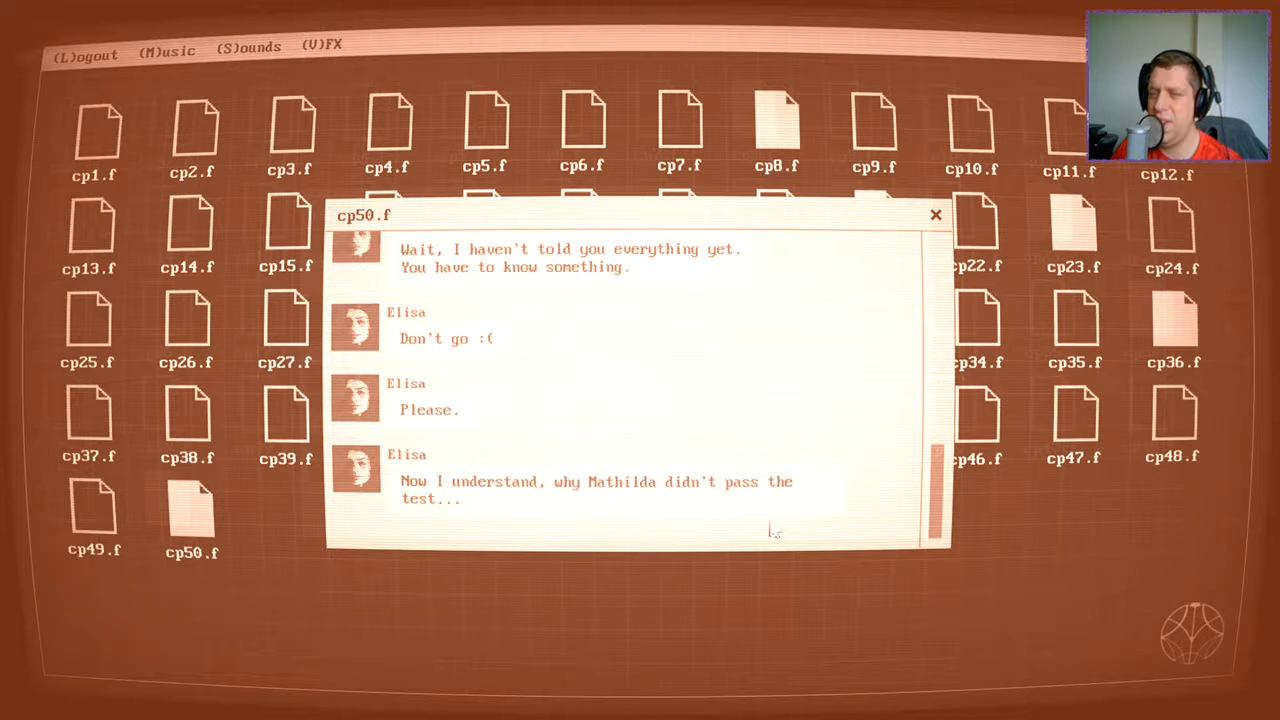 (L)ogout (M)usic (S)ounds (V)FX
cp1.f cp2.f cp3.f cp4.f cp5.f cp6.f cp7.f cp8.f cp9.f cp10.f cp11.f cp12.f
cp13.f cp14.f cp15.f cp22.f cp23.f cp24.f
cp25.f cp26.f cp27.f cp34.f cp35.f cp36.f
cp37.f cp38.f cp39.f cp46.f cp47.f cp48.f
cp49.f cp50.f
cp50.f
Wait, I haven't told you everything yet.
You have to know something.
Elisa
Don't go :(
Elisa
Please.
Elisa
Now I understand, why Mathilda didn't pass the
test...